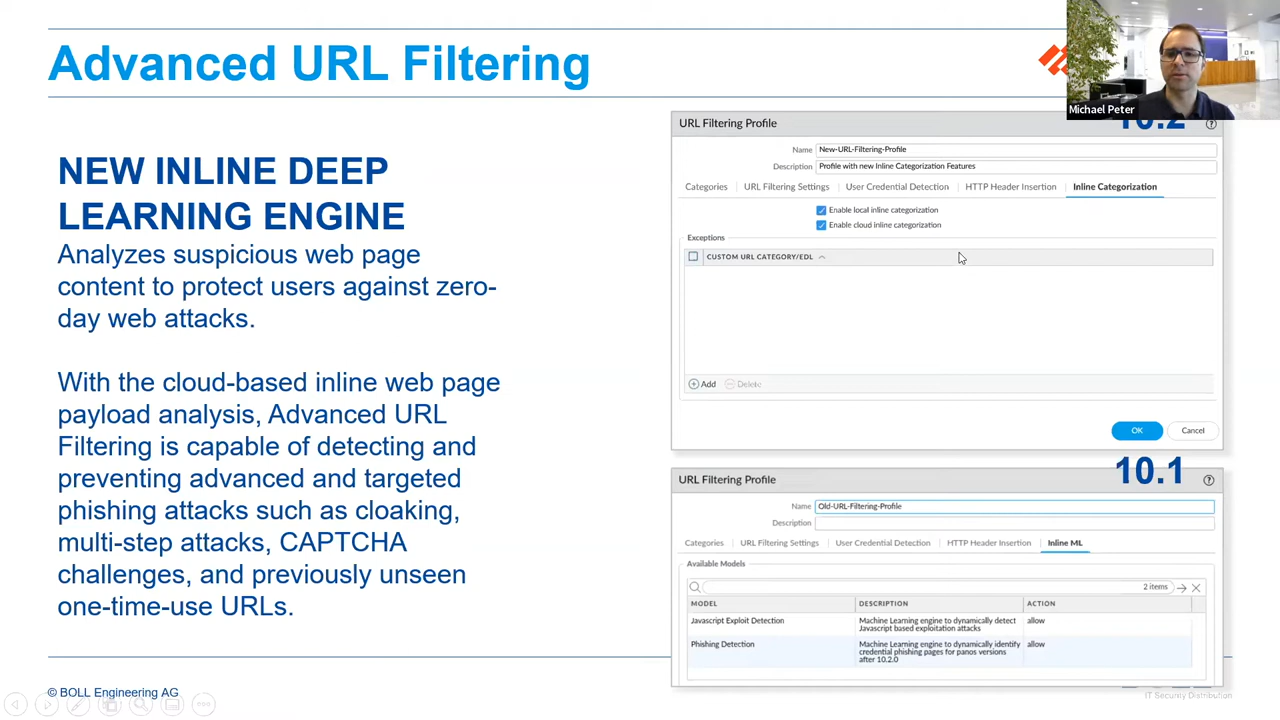 Advanced URL Filtering
Michael Peter
NEW INLINE DEEP
LEARNING ENGINE
Analyzes suspicious web page
content to protect users against zero-
day web attacks.
With the cloud-based inline web page
payload analysis, Advanced URL
Filtering is capable of detecting and
preventing advanced and targeted
phishing attacks such as cloaking,
multi-step attacks, CAPTCHA
challenges, and previously unseen
one-time-use URLs.
10.2
URL Filtering Profile
Name New-URL-Filtering-Profile
Description Profile with new Inline Categorization Features
Categories URL Filtering Settings User Credential Detection HTTP Header Insertion Inline Categorization
Enable local inline categorization
Enable cloud inline categorization
Exceptions
CUSTOM URL CATEGORY/EDL
Add Delete
OK Cancel
10.1
URL Filtering Profile
Name Old-URL-Filtering-Profile
Description
Categories URL Filtering Settings User Credential Detection HTTP Header Insertion Inline ML
Available Models
2 items
MODEL DESCRIPTION ACTION
Javascript Exploit Detection Machine Learning engine to dynamically detect allow
Javascript based exploitation attacks
Phishing Detection Machine Learning engine to dynamically identify allow
credential phishing pages for panos versions
after 10.2.0
© BOLL Engineering AG
IT Security Distribution